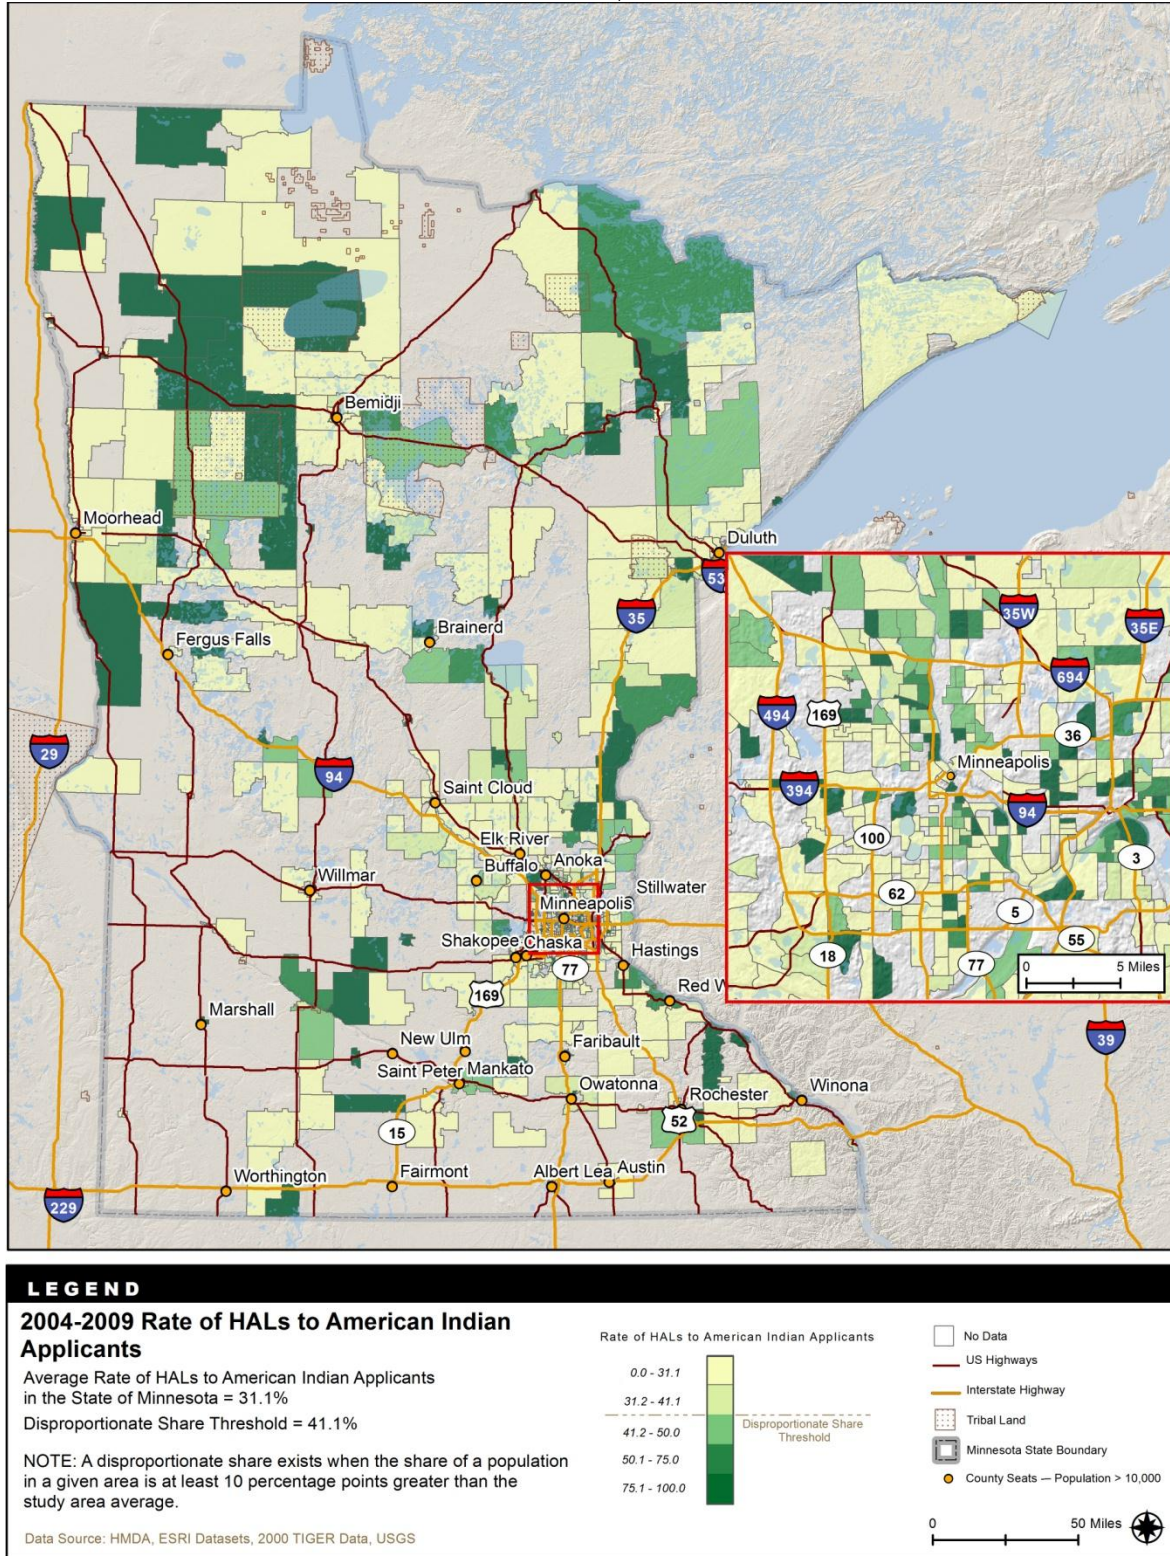 Bemidji
Moorhead
Duluth
53
35
Brainerd
Fergus Falls
29
94
Saint Cloud
Elk River
Buffalo
Anoka
Willmar
Stillwater
Minneapolis
Shakopee
Chaska
77
Hastings
169
Red W
Marshall
New Ulm
Faribault
Saint Peter
Mankato
Owatonna
Rochester
Winona
52
15
Worthington
Fairmont
Albert Lea
Austin
229
39
35W
35E
694
494
169
36
Minneapolis
394
94
100
3
62
5
55
18
77
0 5 Miles
LEGEND
2004-2009 Rate of HALs to American Indian
Applicants
Average Rate of HALs to American Indian Applicants
in the State of Minnesota = 31.1%
Disproportionate Share Threshold = 41.1%
NOTE: A disproportionate share exists when the share of a population
in a given area is at least 10 percentage points greater than the
study area average.
Data Source: HMDA, ESRI Datasets, 2000 TIGER Data, USGS
Rate of HALs to American Indian Applicants
0.0 - 31.1
31.2 - 41.1
Disproportionate Share
Threshold
41.2 - 50.0
50.1 - 75.0
75.1 - 100.0
No Data
US Highways
Interstate Highway
Tribal Land
Minnesota State Boundary
County Seats — Population > 10,000
0 50 Miles